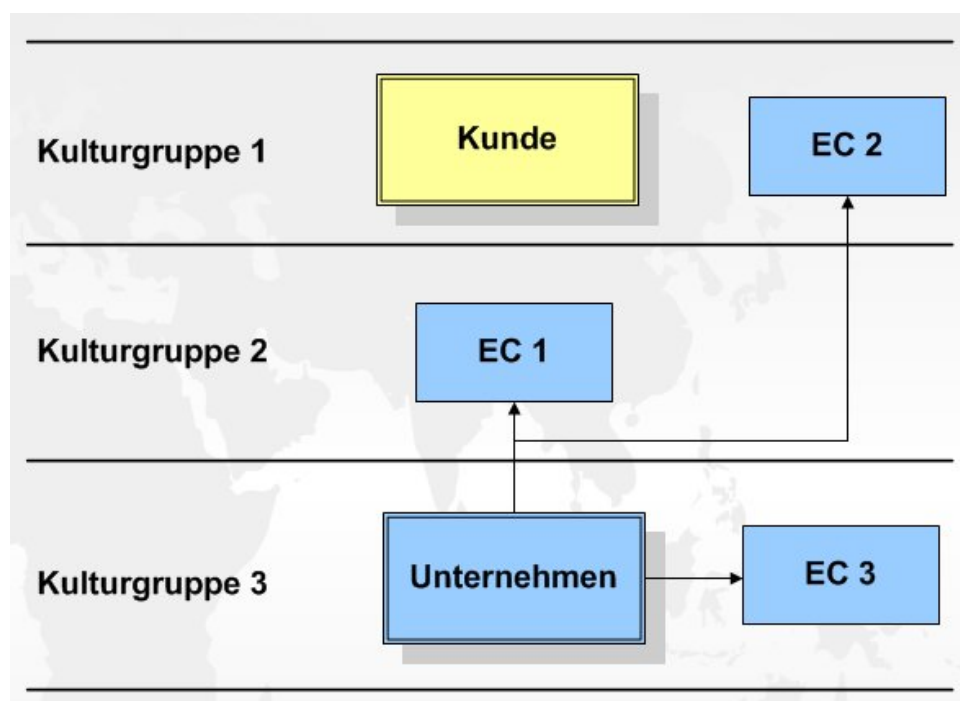 Kulturgruppe 1
Kunde
EC 2
Kulturgruppe 2
EC 1
Kulturgruppe 3
Unternehmen
EC 3